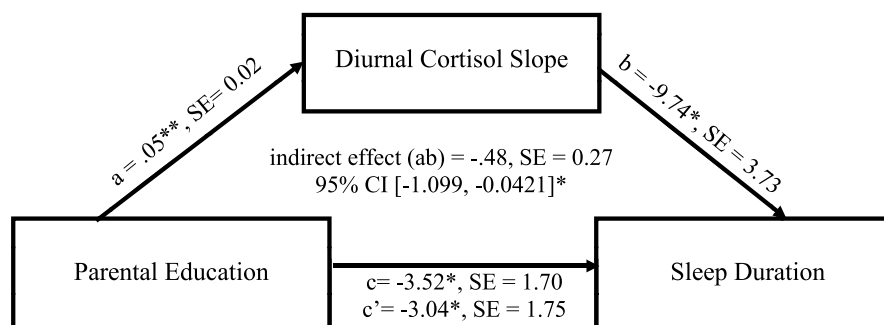 Diurnal Cortisol Slope
a = .05** , SE= 0.02
b = -9.74*, SE = 3.73
indirect effect (ab) = -.48, SE = 0.27
95% CI [-1.099, -0.0421]*
Parental Education
Sleep Duration
c= -3.52*, SE = 1.70
c’= -3.04*, SE = 1.75